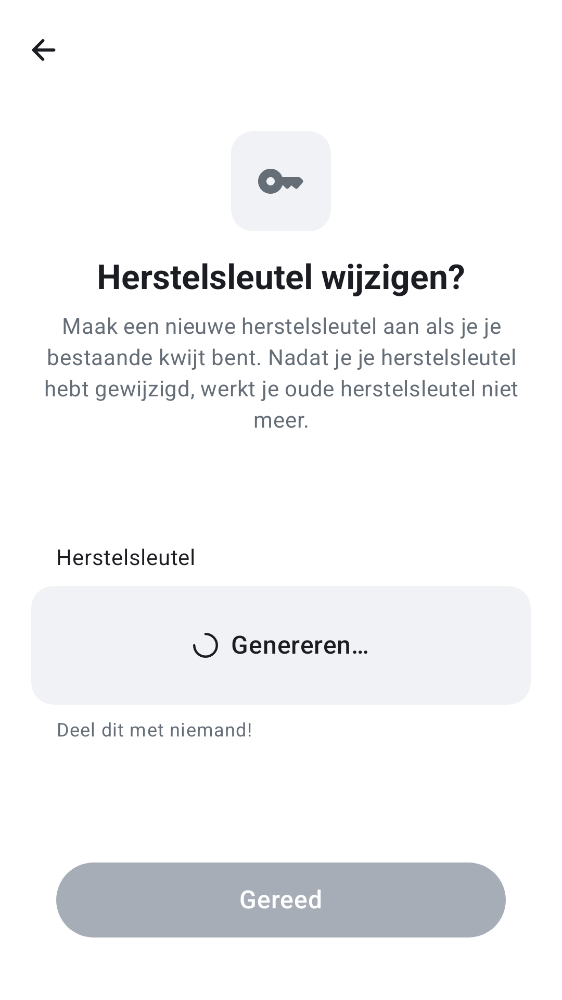 Herstelsleutel wijzigen?
Maak een nieuwe herstelsleutel aan als je je
bestaande kwijt bent. Nadat je je herstelsleutel
hebt gewijzigd, werkt je oude herstelsleutel niet
meer.
Herstelsleutel
Genereren…
Deel dit met niemand!
Gereed